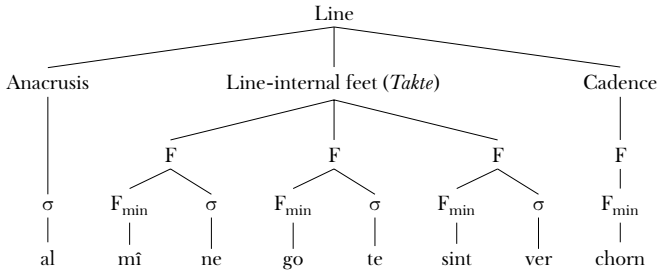 Line
Anacrusis Line-internal feet (Takte) Cadence
F F F F
σ F_min σ F_min σ F_min σ F_min
al mî ne go te sint ver chorn